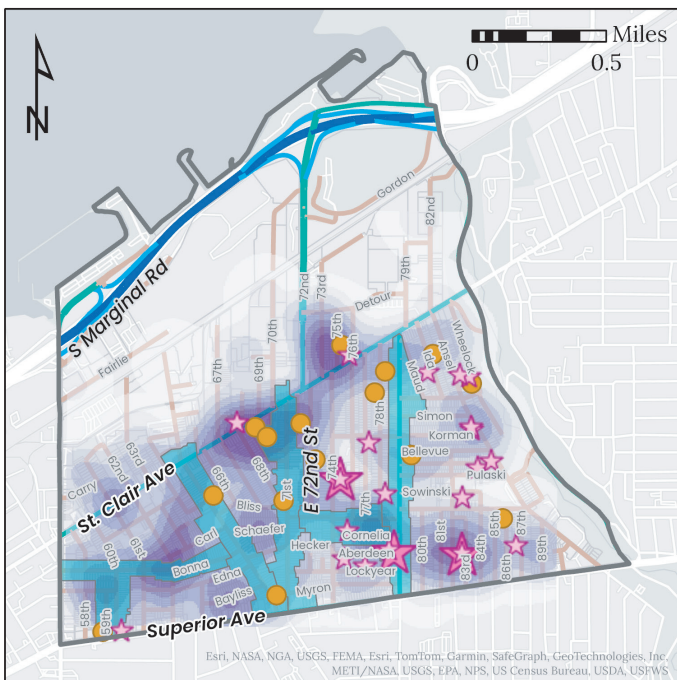 Miles
0 0.5
N
Gordon
82nd
79th
72nd
73rd
Detour
S Marginal Rd
70th
75th
76th
Fairlie
67th
69th
Wheelock
Ansel
Ida
Maud
78th
Simon
Korman
Bellevue
63rd
62nd
Carry
St. Clair Ave
68th
E 72nd St
74th
Pulaski
66th
71st
77th
Sowinski
Bliss
85th
87th
Carl
Schaefer
Cornelia
81st
61st
60th
Hecker
Aberdeen
80th
84th
89th
Bonna
Edna
Lockyear
83rd
86th
Bayliss
Myron
58th
59th
Superior Ave
Esri, NASA, NGA, USGS, FEMA, Esri, TomTom, Garmin, SafeGraph, GeoTechnologies, Inc,
METI/NASA, USGS, EPA, NPS, US Census Bureau, USDA, USFWS